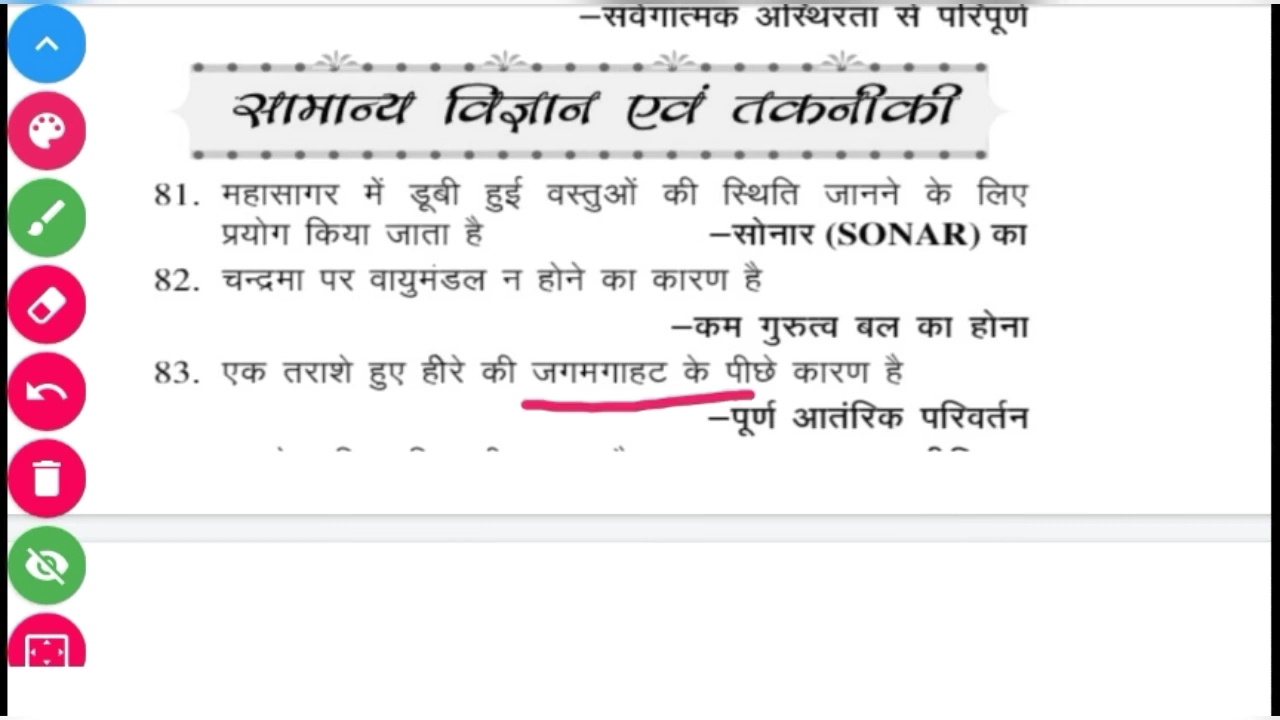 –संवेगात्मक अस्थिरता से परिपूर्ण
सामान्य विज्ञान एवं तकनीकी
81. महासागर में डूबी हुई वस्तुओं की स्थिति जानने के लिए
प्रयोग किया जाता है –सोनार (SONAR) का
82. चन्द्रमा पर वायुमंडल न होने का कारण है
–कम गुरुत्व बल का होना
83. एक तराशे हुए हीरे की जगमगाहट के पीछे कारण है
–पूर्ण आतंरिक परिवर्तन